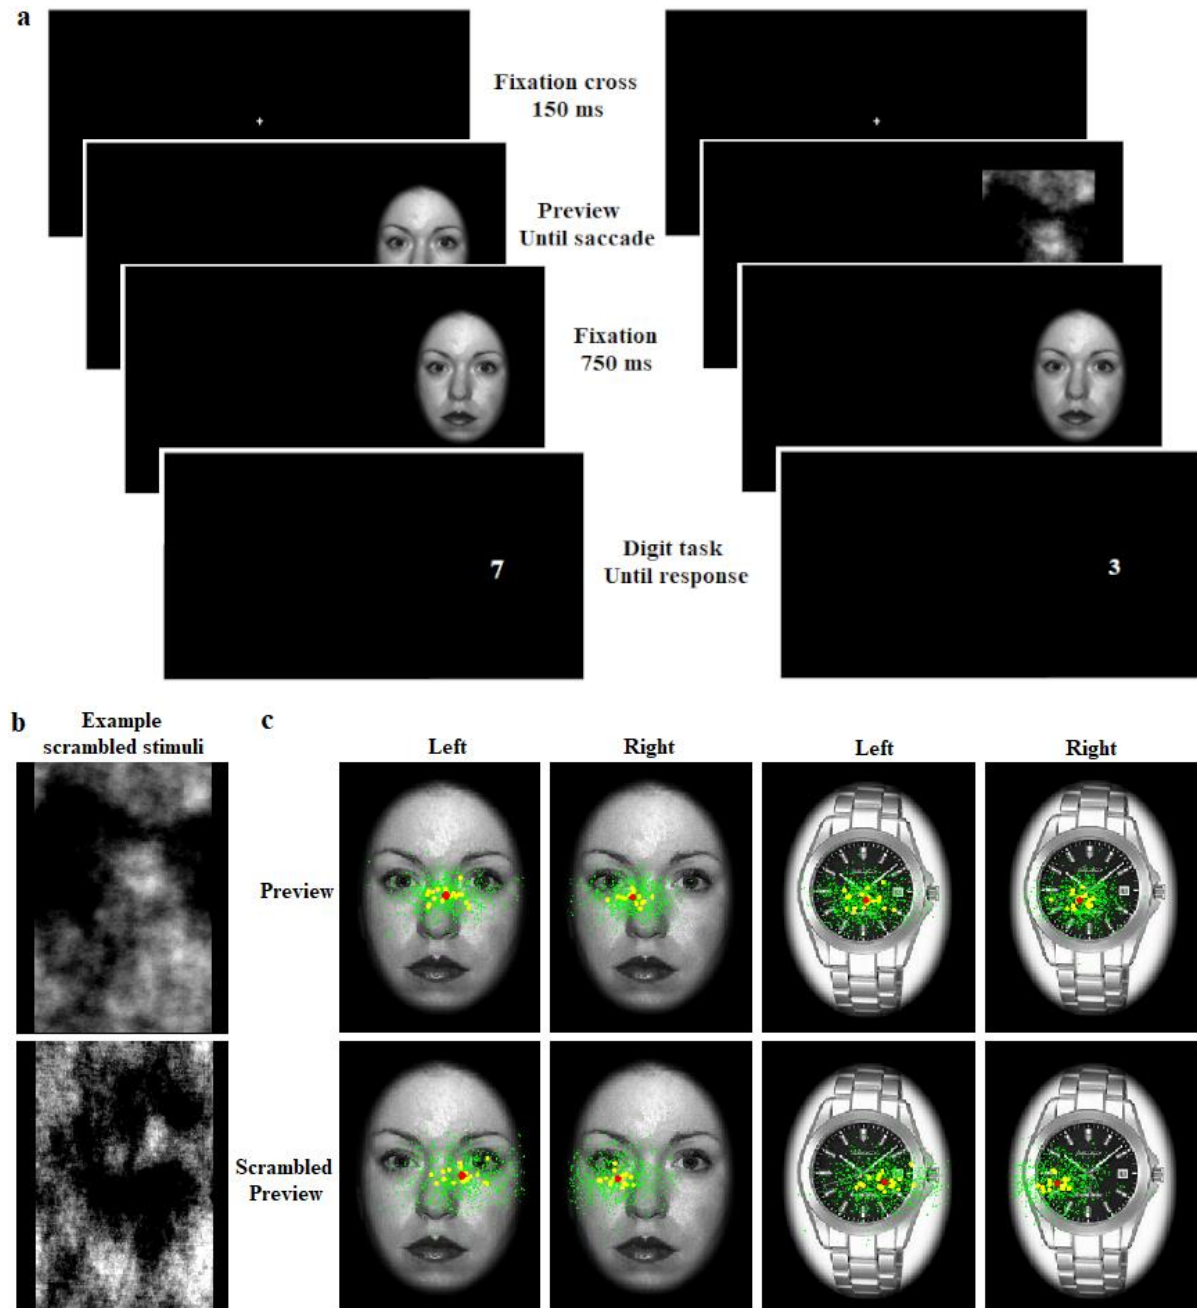 a
Fixation cross
150 ms
Preview
Until saccade
Fixation
750 ms
7
3
Digit task
Until response
b
Example
scrambled stimuli
c
Left Right Left Right
Preview
Scrambled
Preview